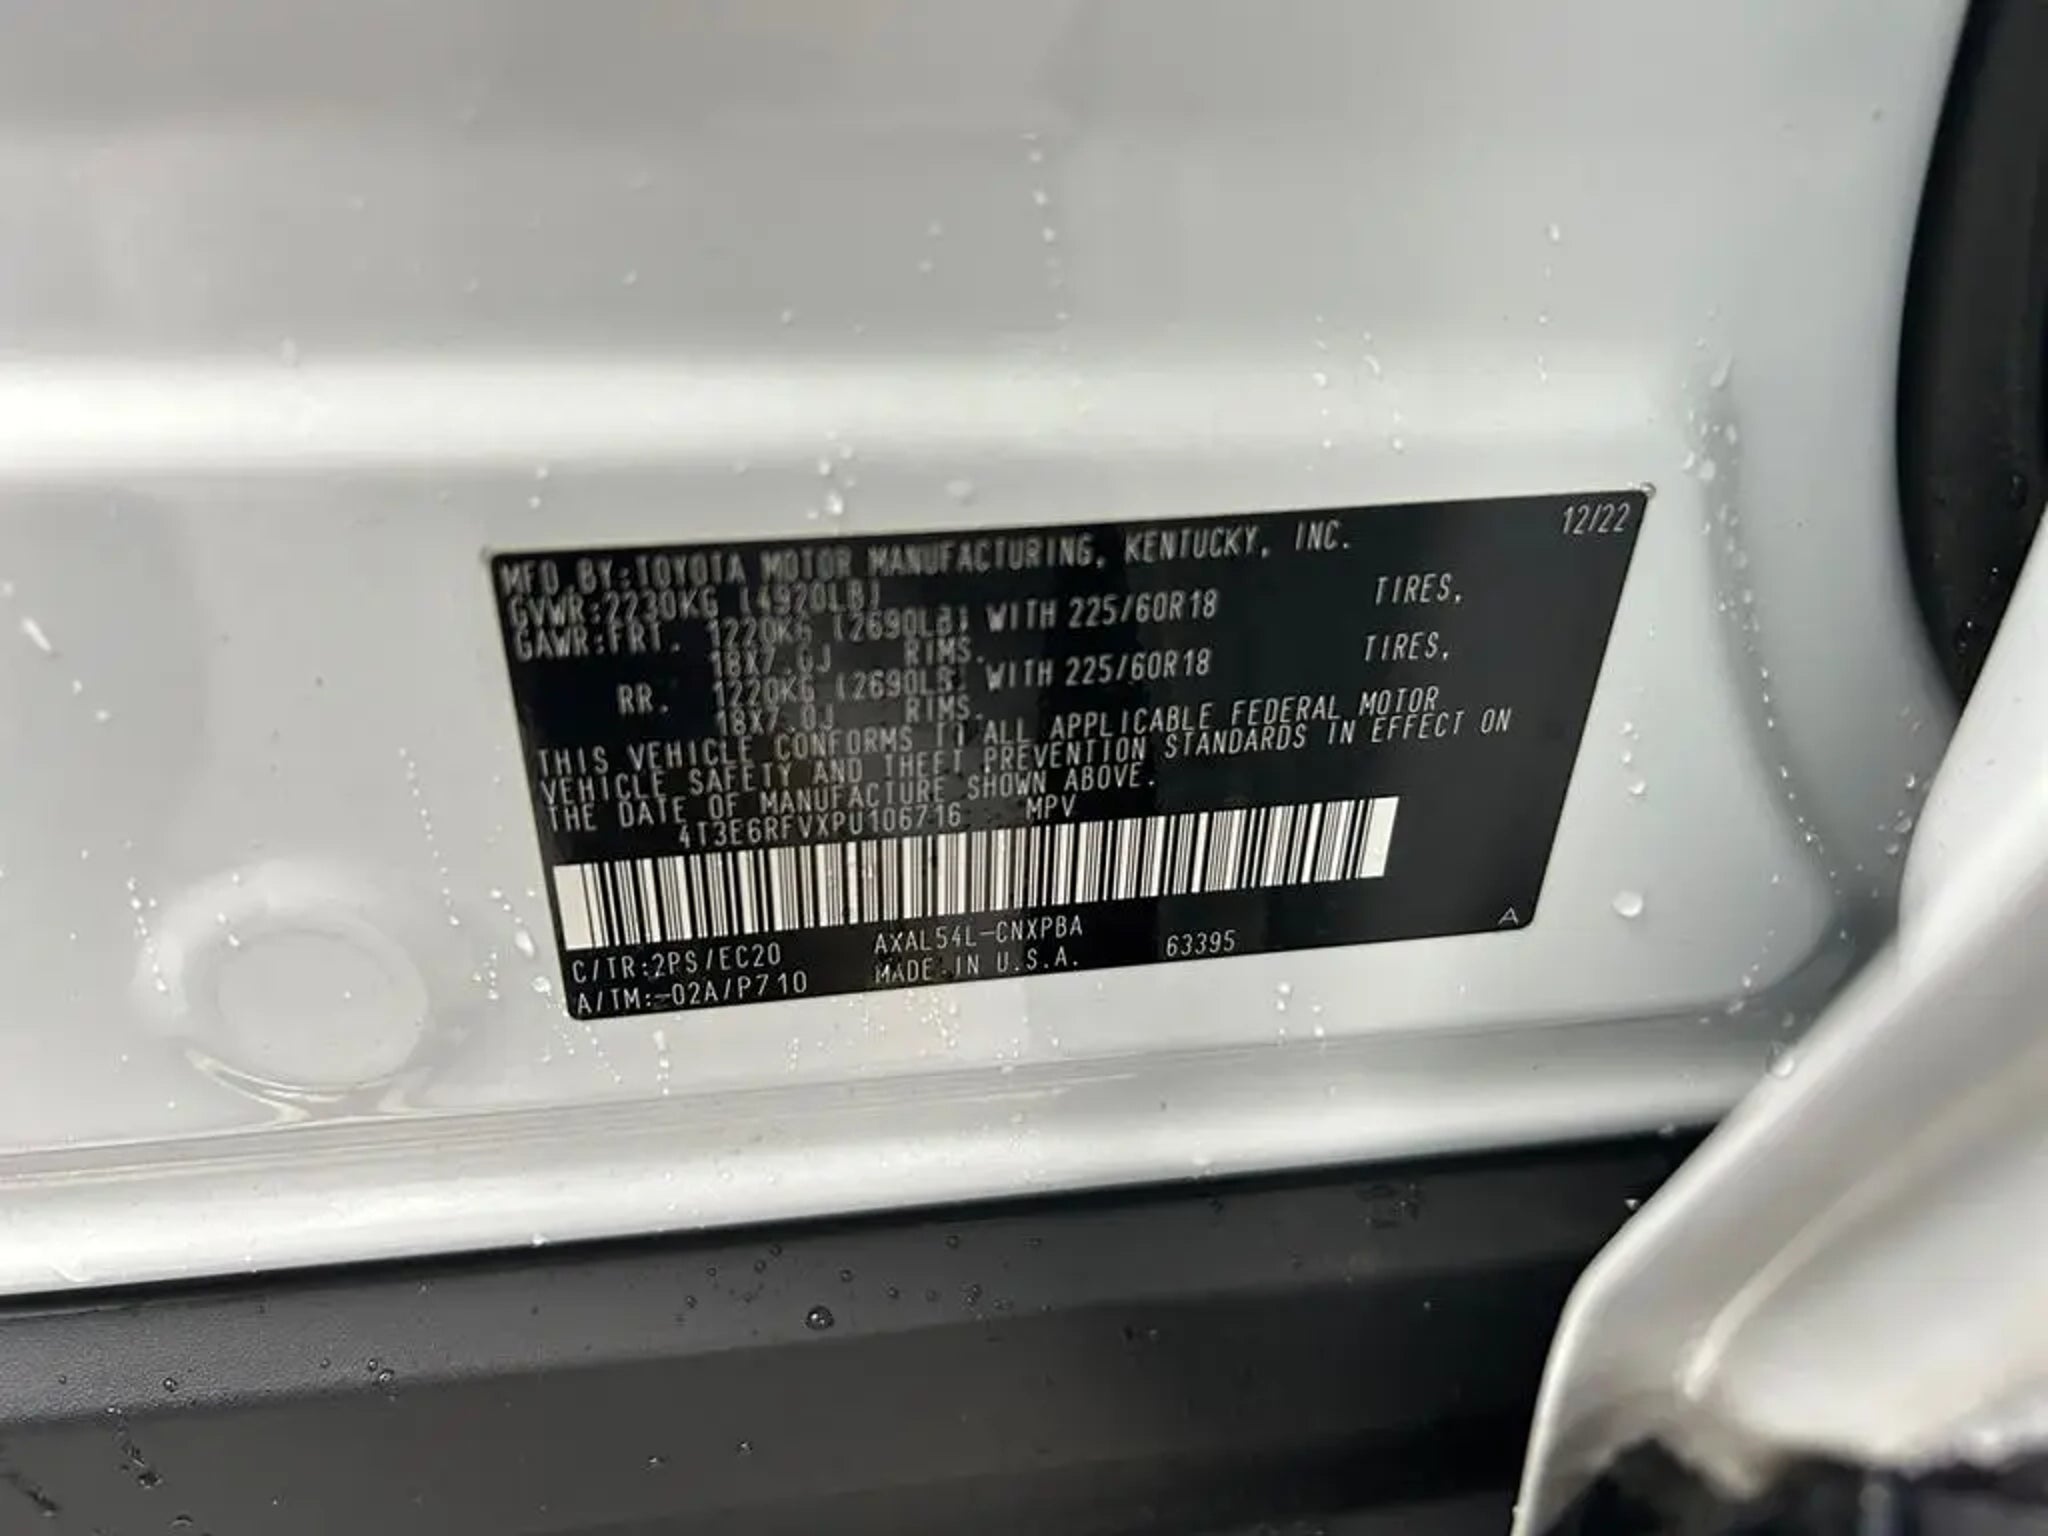 12/22
MFD.BY:TOYOTA MOTOR MANUFACTURING, KENTUCKY, INC.
GVWR:2230KG (4920LB)
GAWR:FRT. 1220KG (2690LB) WITH 225/60R18 TIRES,
18X7.0J RIMS.
RR. 1220KG (2690LB) WITH 225/60R18 TIRES,
18X7.0J RIMS.
THIS VEHICLE CONFORMS TO ALL APPLICABLE FEDERAL MOTOR
VEHICLE SAFETY AND THEFT PREVENTION STANDARDS IN EFFECT ON
THE DATE OF MANUFACTURE SHOWN ABOVE.
4T3E6RFVXPU106716 MPV
C/TR:2PS/EC20 AXAL54L-CNXPBA
A/TM:-02A/P710 MADE IN U.S.A. 63395
A